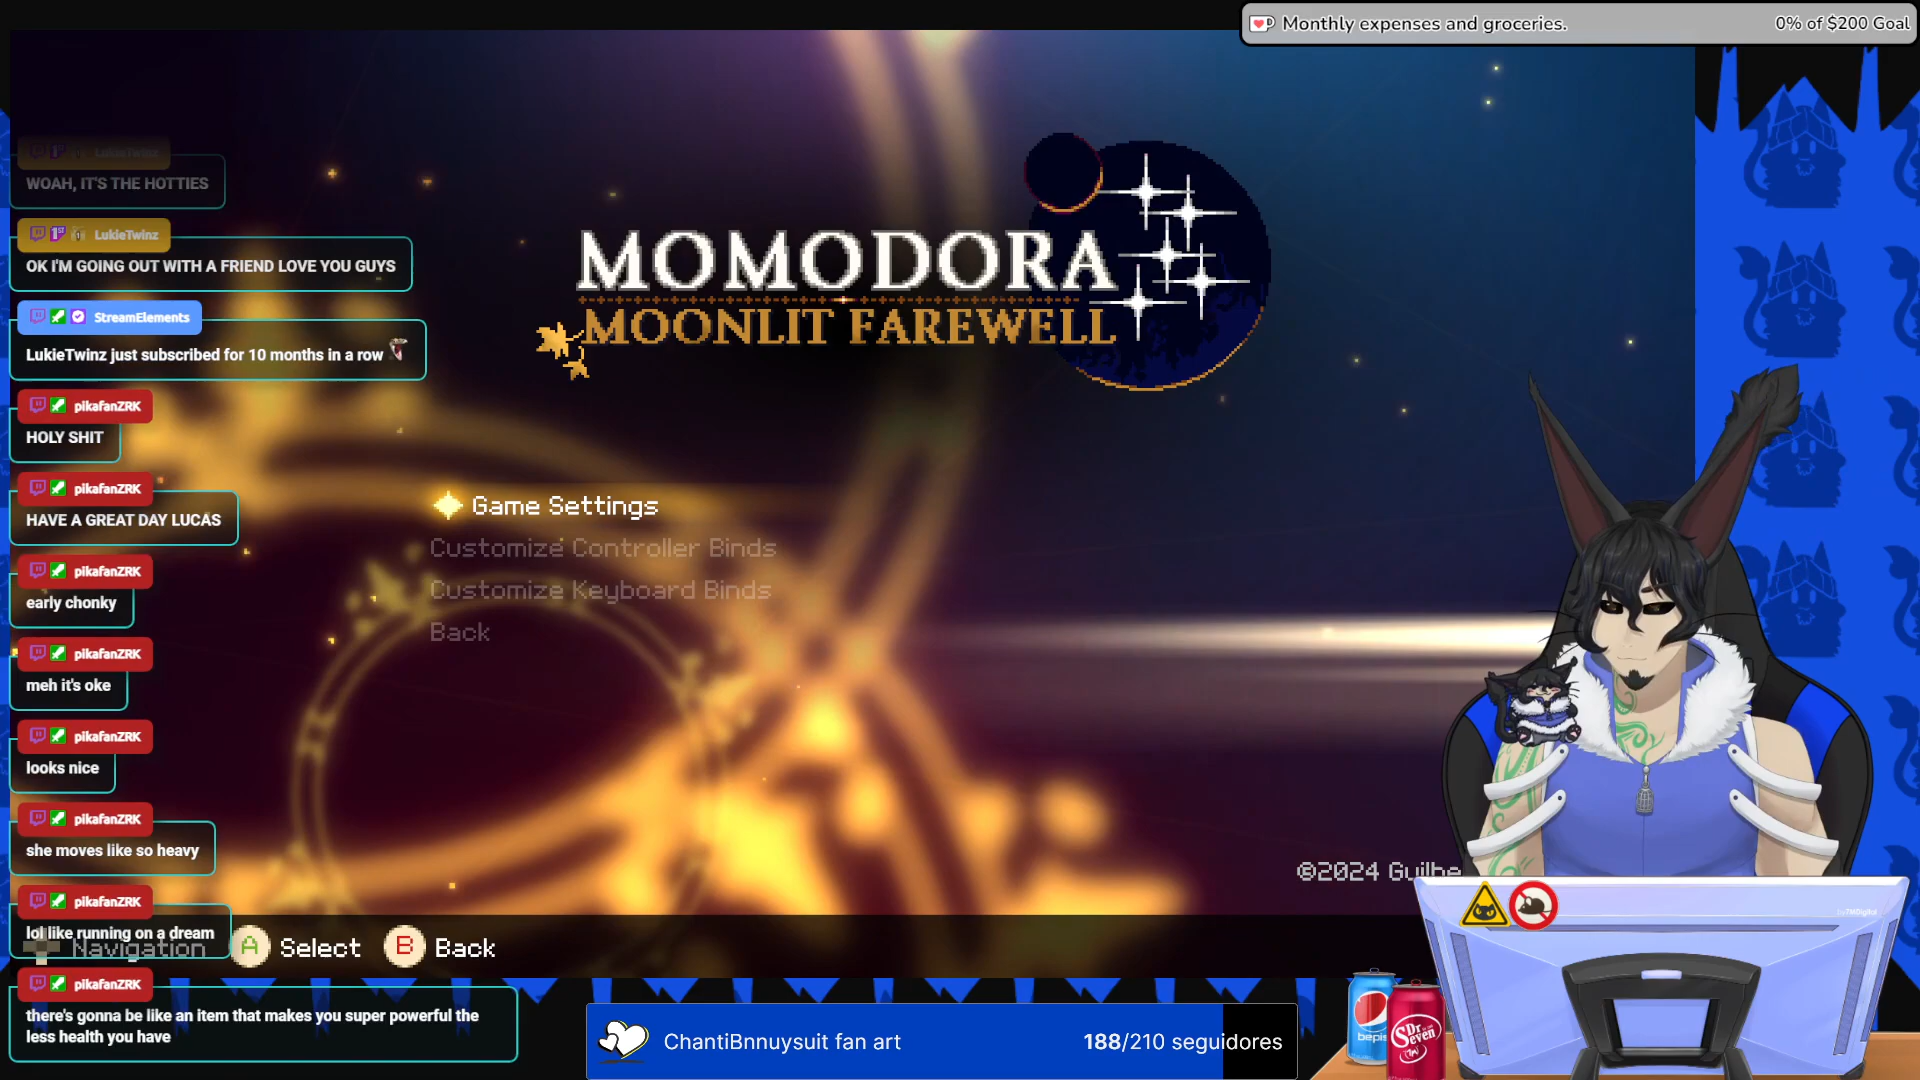 Monthly expenses and groceries.
0% of $200 Goal
LukieTwinz
WOAH, IT'S THE HOTTIES
LukieTwinz
OK I'M GOING OUT WITH A FRIEND LOVE YOU GUYS
StreamElements
LukieTwinz just subscribed for 10 months in a row
pikafanZRK
HOLY SHIT
pikafanZRK
HAVE A GREAT DAY LUCAS
pikafanZRK
early chonky
pikafanZRK
meh it's oke
pikafanZRK
looks nice
pikafanZRK
she moves like so heavy
pikafanZRK
lol like running on a dream
pikafanZRK
there's gonna be like an item that makes you super powerful the
less health you have
MOMODORA
MOONLIT FAREWELL
Game Settings
Customize Controller Binds
Customize Keyboard Binds
Back
©2024 Guilhe
Navigation
A Select
B Back
ChantiBnnuysuit fan art
188/210 seguidores
bepis
Dr Seven